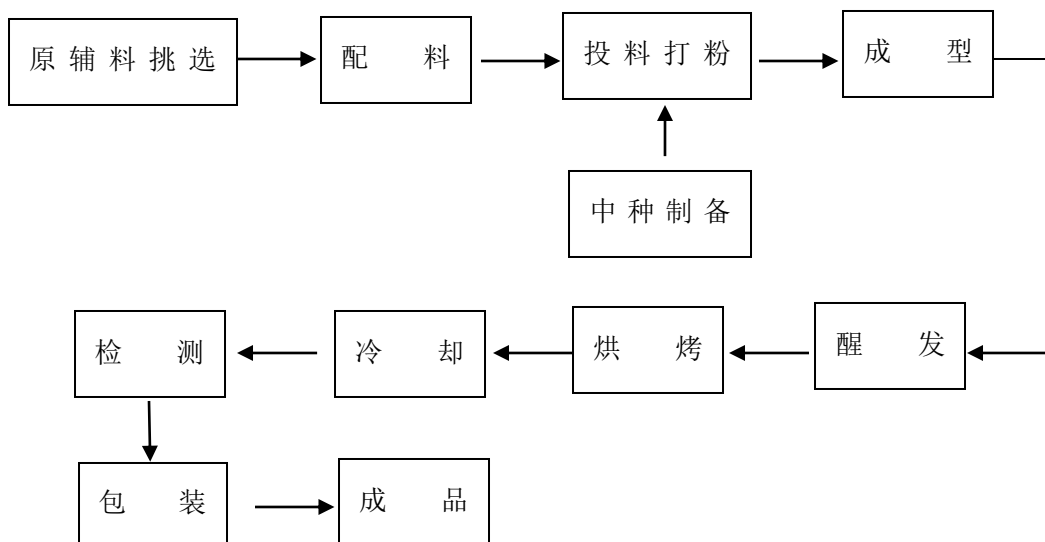 原辅料挑选
配料
投料打粉
成型
中种制备
检测
冷却
烘烤
醒发
包装
成品